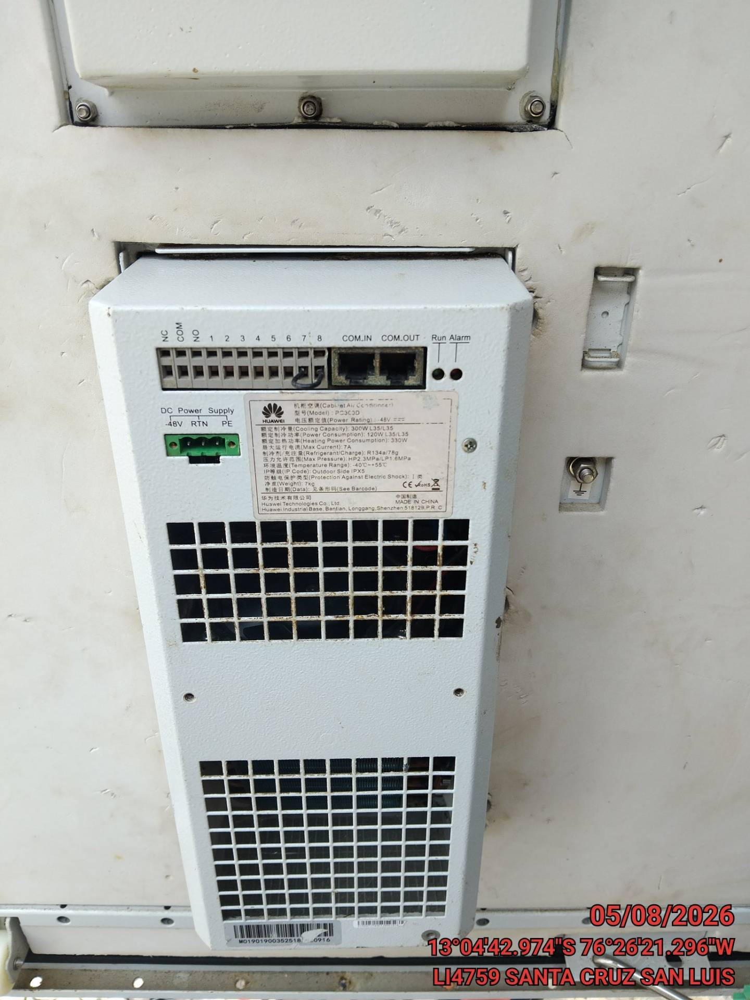 NC COM NO 1 2 3 4 5 6 7 8 COM_IN COM_OUT Run Alarm
DC Power Supply
-48V RTN PE
HUAWEI
机柜空调(Cabinet Air Conditinner)
型号(Model): PC300D
电压额定值(Power Rating): -48V
额定制冷量(Cooling Capacity): 300W L35/L35
额定制冷功率(Power Consumption): 120W L35/L35
额定加热功率(Heating Power Consumption): 330W
最大运行电流(Max Current): 7A
制冷剂/充注量(Refrigerant/Charge): R134a/78g
压力允许范围(Max Pressure): HP2.3MPa/LP1.6MPa
环境温度(Temperature Range): -40℃~+55℃
IP等级(IP Code): Outdoor Side IPX5
防触电保护类型(Protection Against Electric Shock): I 类
净重(Weight): 7kg
制造日期(Data): 见条形码(See Barcode)
CE RoHS
华为技术有限公司 中国制造
Huawei Technologies Co., Ltd. MADE IN CHINA
Huawei Industrial Base, Bantian, Longgang, Shenzhen 518129, P.R. C
05/08/2026
13°04'42.974"S 76°26'21.296"W
LI4759 SANTA CRUZ SAN LUIS